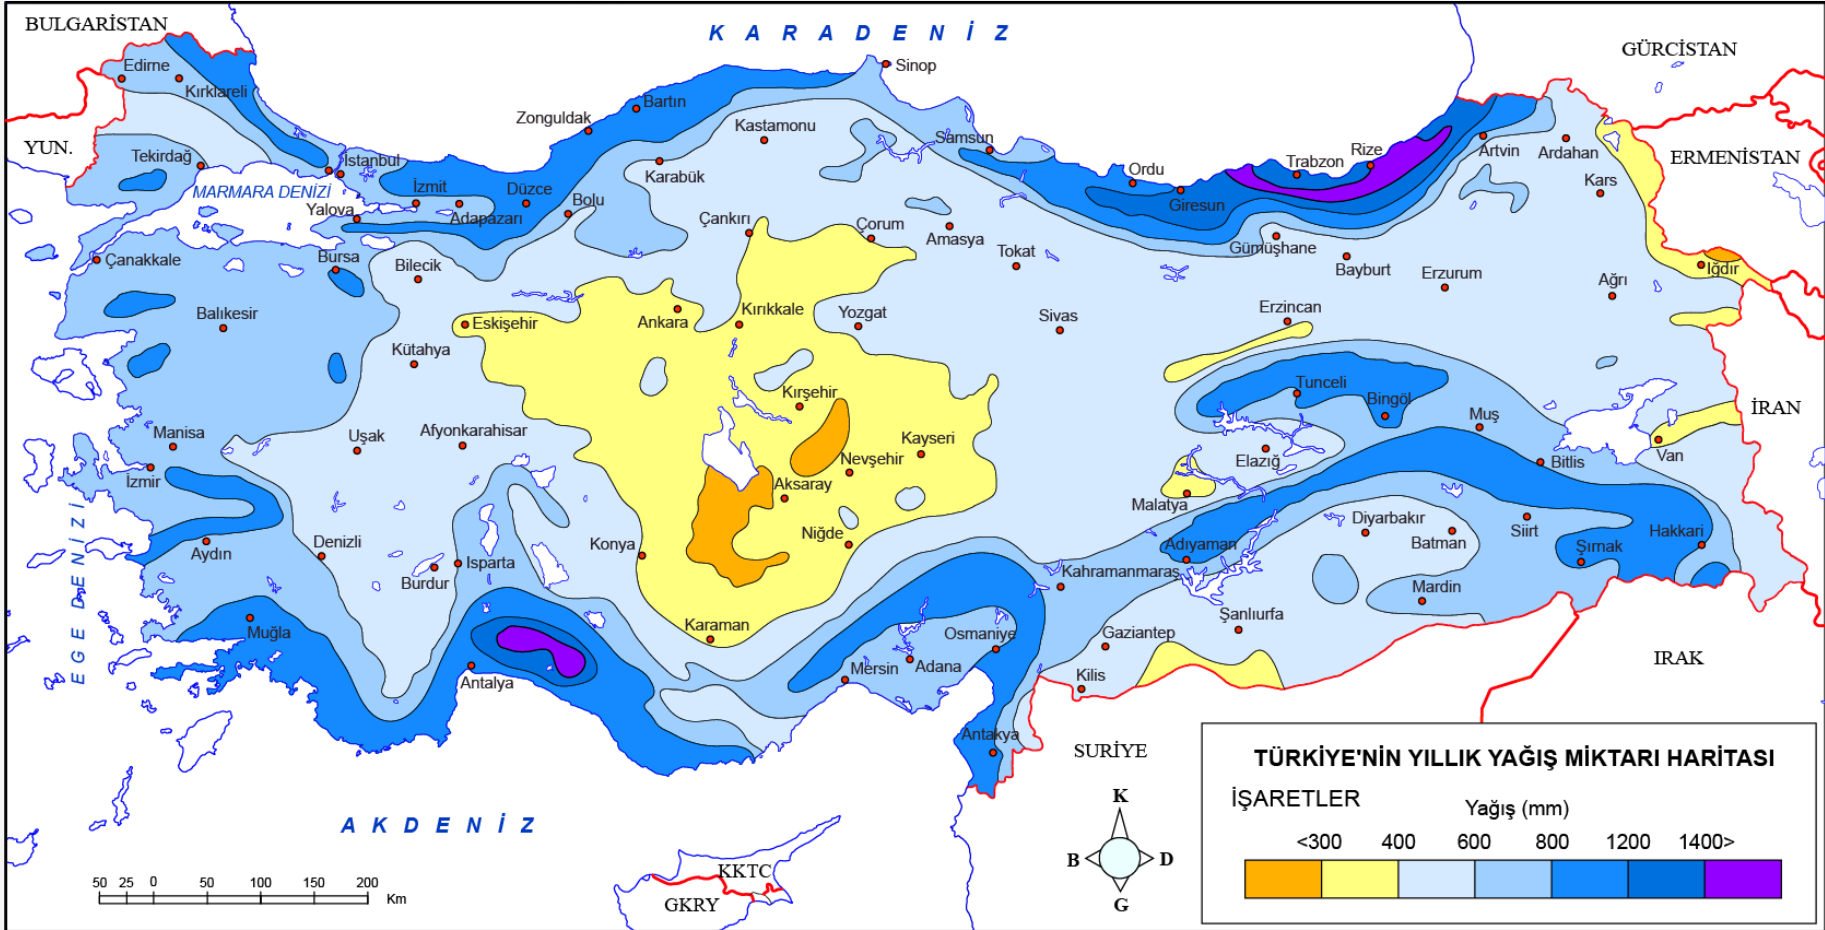 BULGARİSTAN
K A R A D E N İ Z
GÜRCİSTAN
Edirne
Kırklareli
Sinop
Bartın
Zonguldak
Kastamonu
Samsun
YUN.
Tekirdağ
İstanbul
MARMARA DENİZİ
İzmit
Düzce
Karabük
Ordu
Trabzon
Rize
Artvin
Ardahan
ERMENİSTAN
Kars
Yalova
Adapazarı
Bolu
Çankırı
Çorum
Amasya
Giresun
Çanakkale
Bursa
Bilecik
Tokat
Gümüşhane
Bayburt
Erzurum
Ağrı
Iğdır
Balıkesir
Eskişehir
Ankara
Kırıkkale
Yozgat
Sivas
Erzincan
Kütahya
Kırşehir
Tunceli
Bingöl
Muş
İRAN
Manisa
Uşak
Afyonkarahisar
Kayseri
Nevşehir
Elazığ
Bitlis
Van
İzmir
Aksaray
Malatya
EGE DENİZİ
Aydın
Denizli
Konya
Niğde
Diyarbakır
Batman
Siirt
Hakkari
Burdur
Isparta
Adıyaman
Şırnak
Kahramanmaraş
Mardin
Muğla
Karaman
Osmaniye
Gaziantep
Şanlıurfa
Antalya
Mersin
Adana
Kilis
IRAK
Antakya
SURİYE
A K D E N İ Z
KKTC
GKRY
50 25 0 50 100 150 200
Km
K
B D
G
TÜRKİYE'NİN YILLIK YAĞIŞ MİKTARI HARİTASI
İŞARETLER
Yağış (mm)
<300 400 600 800 1200 1400>